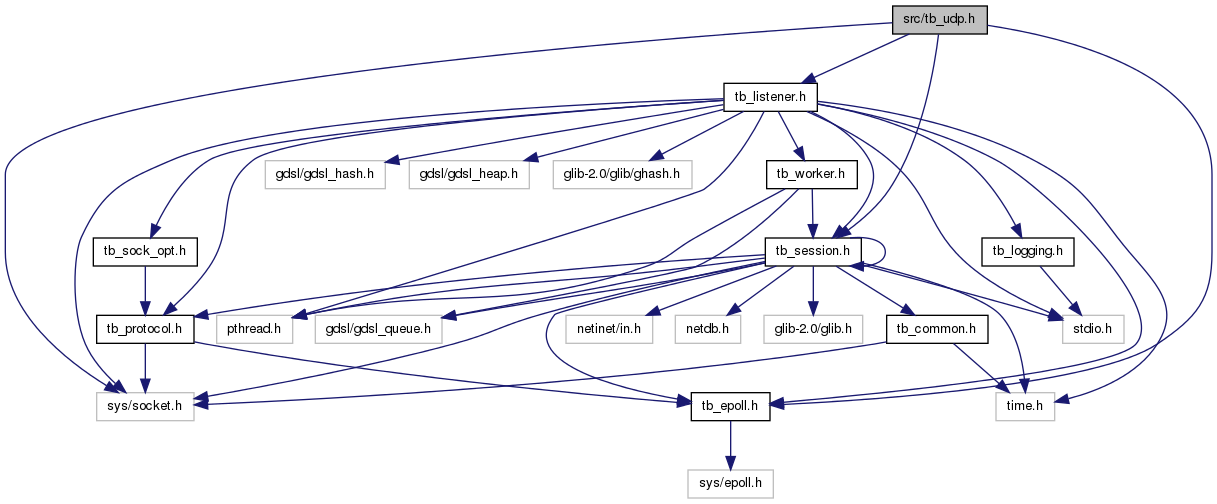 src/tb_udp.h
tb_listener.h
gdsl/gdsl_hash.h
gdsl/gdsl_heap.h
glib-2.0/glib/ghash.h
tb_worker.h
tb_sock_opt.h
tb_session.h
tb_logging.h
tb_protocol.h
pthread.h
gdsl/gdsl_queue.h
netinet/in.h
netdb.h
glib-2.0/glib.h
tb_common.h
stdio.h
sys/socket.h
tb_epoll.h
time.h
sys/epoll.h